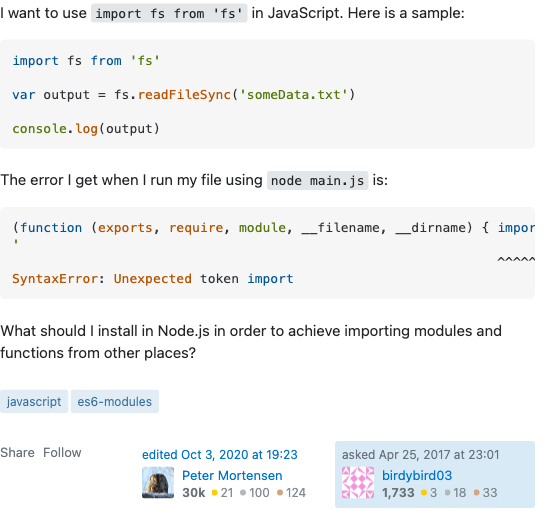 I want to use import fs from 'fs' in JavaScript. Here is a sample:
import fs from 'fs'
var output = fs.readFileSync('someData.txt')
console.log(output)
The error I get when I run my file using node main.js is:
(function (exports, require, module, __filename, __dirname) { impor
'
^^^^^
SyntaxError: Unexpected token import
What should I install in Node.js in order to achieve importing modules and
functions from other places?
javascript es6-modules
Share Follow
edited Oct 3, 2020 at 19:23
Peter Mortensen
30k 21 100 124
asked Apr 25, 2017 at 23:01
birdybird03
1,733 3 18 33